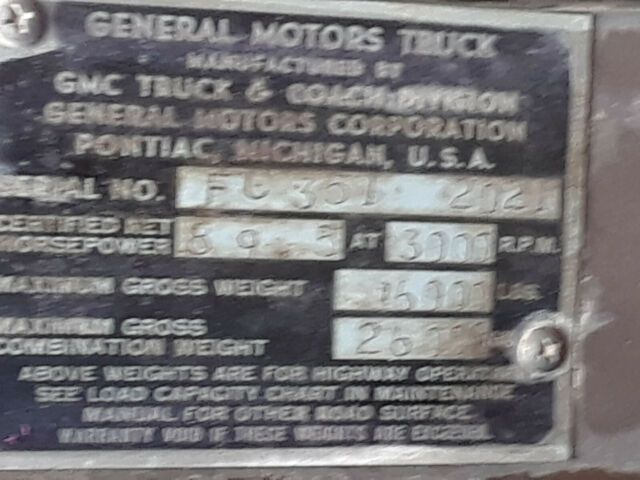 GENERAL MOTORS TRUCK
MANUFACTURED BY
GMC TRUCK & COACH DIVISION
GENERAL MOTORS CORPORATION
PONTIAC, MICHIGAN, U.S.A.
SERIAL NO.
CERTIFIED NET
HORSEPOWER AT 3000 R.P.M.
MAXIMUM GROSS WEIGHT LBS.
MAXIMUM GROSS
COMBINATION WEIGHT
ABOVE WEIGHTS ARE FOR HIGHWAY
SEE LOAD CAPACITY CHART IN MAINTENANCE
MANUAL FOR OTHER ROAD SURFACE.
WARRANTY VOID IF THESE WEIGHTS ARE EXCEEDED.